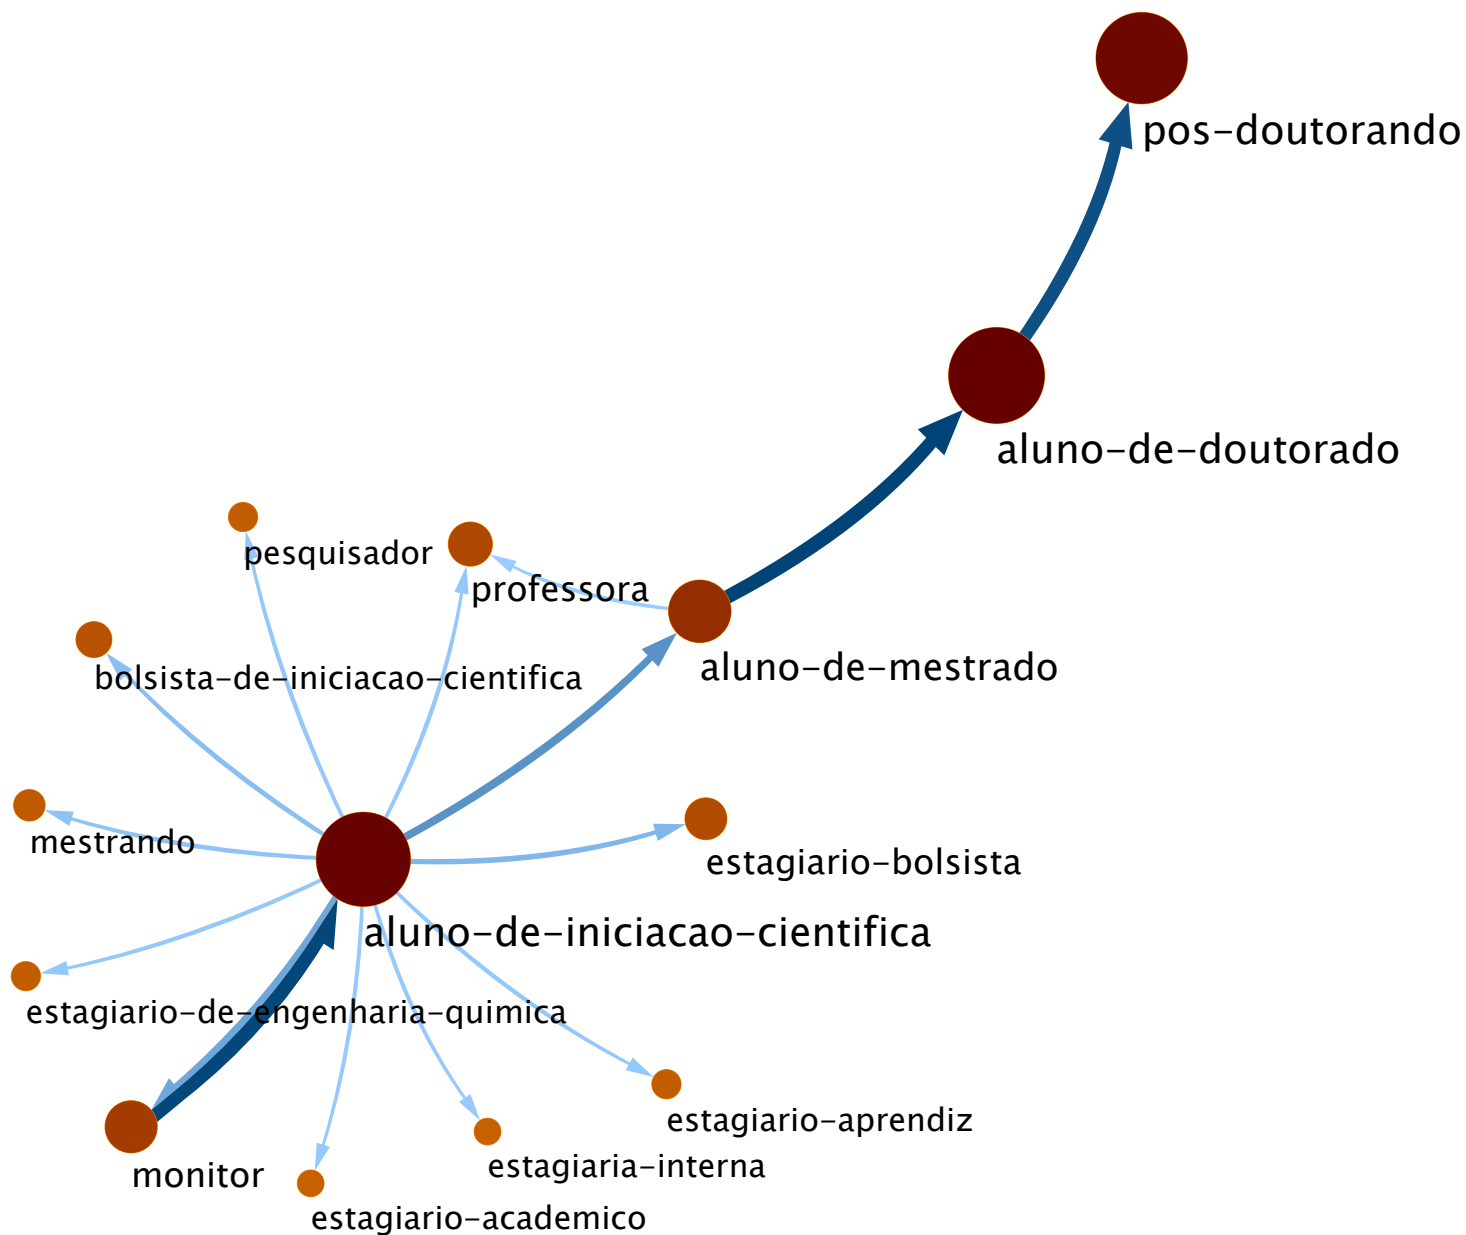 pos-doutorando
aluno-de-doutorado
pesquisador
professora
aluno-de-mestrado
bolsista-de-iniciacao-cientifica
mestrando
estagiario-bolsista
aluno-de-iniciacao-cientifica
estagiario-de-engenharia-quimica
estagiario-aprendiz
estagiaria-interna
monitor
estagiario-academico